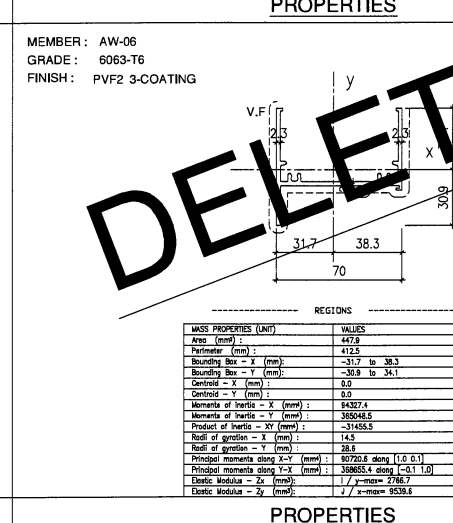 PROPERTIES
MEMBER : AW-06
GRADE : 6063-T6
FINISH : PVF2 3-COATING
y
V.F
2.3
2.3
X
30.9
31.7
38.3
70
DELET
REGIONS
MASS PROPERTIES (UNIT) VALUES
Area (mm²) : 447.9
Perimeter (mm) : 412.5
Bounding Box - X (mm): -31.7 to 38.3
Bounding Box - Y (mm): -30.9 to 34.1
Centroid - X (mm) : 0.0
Centroid - Y (mm) : 0.0
Moments of inertia - X (mm⁴) : 94327.4
Moments of inertia - Y (mm⁴) : 365048.5
Product of inertia - XY (mm⁴) : -31455.5
Radii of gyration - X (mm) : 14.5
Radii of gyration - Y (mm) : 28.6
Principal moments along X-Y (mm⁴) : 90720.6 along [1.0 0.1]
Principal moments along Y-X (mm⁴) : 368655.4 along [-0.1 1.0]
Elastic Modulus - Zx (mm³): I / y-max= 2766.7
Elastic Modulus - Zy (mm³): J / x-max= 9539.6
PROPERTIES